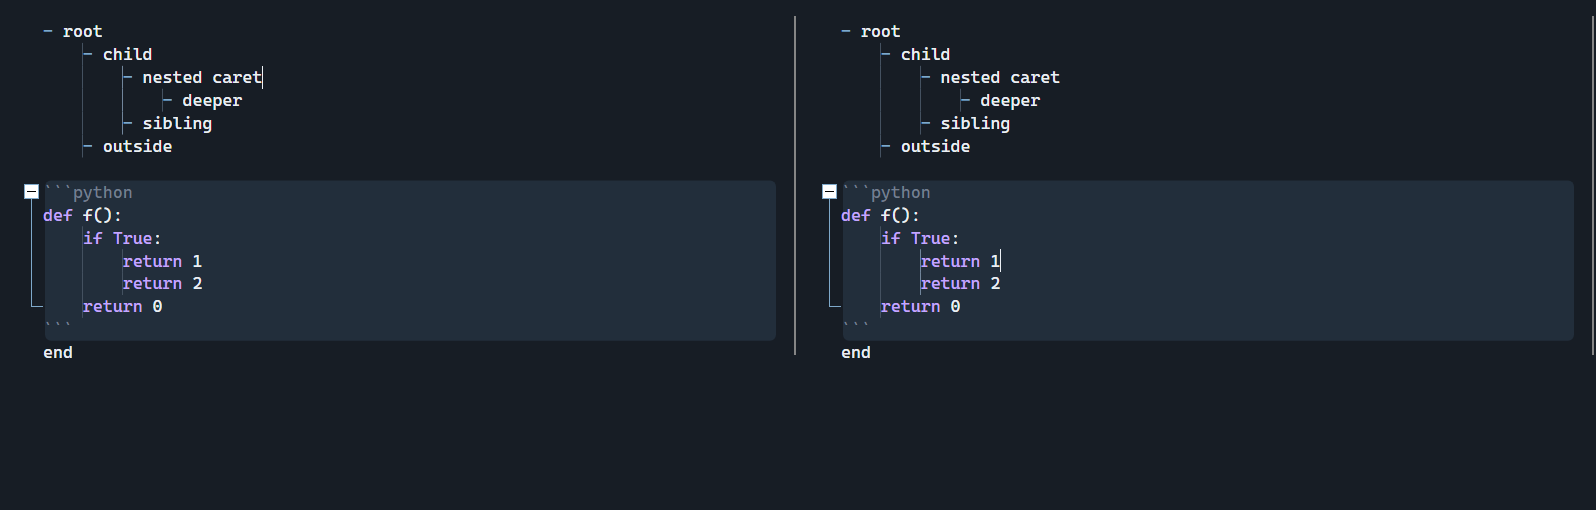 - root
    - child
        - nested caret
            - deeper
        - sibling
    - outside
```python
def f():
    if True:
        return 1
        return 2
    return 0
```
end
- root
    - child
        - nested caret
            - deeper
        - sibling
    - outside
```python
def f():
    if True:
        return 1
        return 2
    return 0
```
end